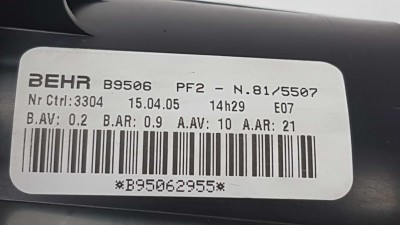 BEHR B9506 PF2 - N.81/5507
Nr Ctrl:3304 15.04.05 14h29 E07
B.AV: 0.2 B.AR: 0.9 A.AV: 10 A.AR: 21
*B95062955*